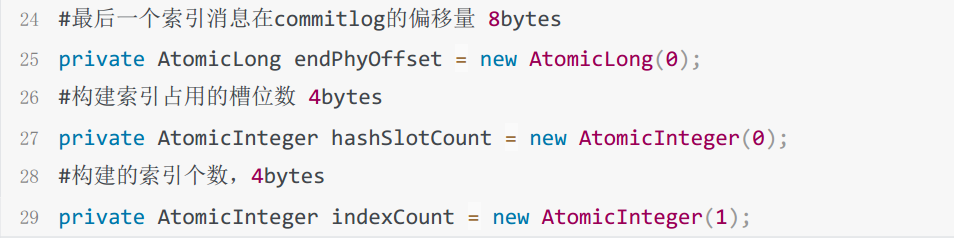 24 #最后一个索引消息在commitlog的偏移量 8bytes
25 private AtomicLong endPhyOffset = new AtomicLong(0);
26 #构建索引占用的槽位数 4bytes
27 private AtomicInteger hashSlotCount = new AtomicInteger(0);
28 #构建的索引个数，4bytes
29 private AtomicInteger indexCount = new AtomicInteger(1);